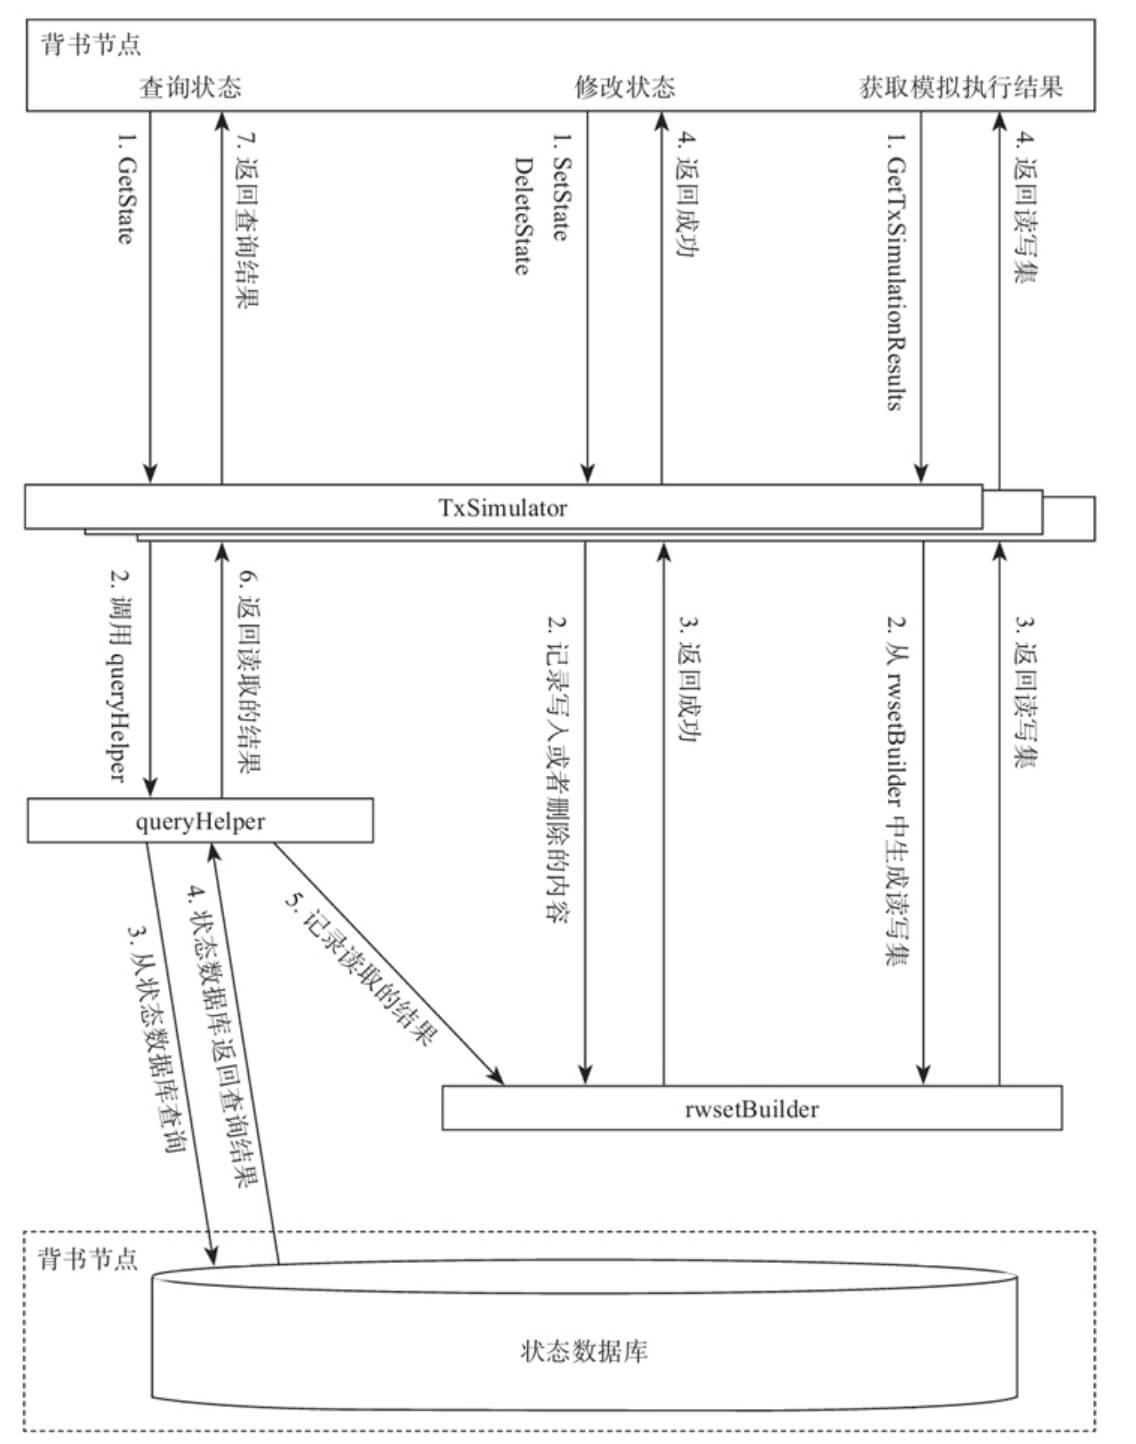 背书节点
查询状态
修改状态
获取模拟执行结果
1. GetState
7. 返回查询结果
1. SetState
DeleteState
4. 返回成功
1. GetTxSimulationResults
4. 返回读写集
TxSimulator
2. 调用 queryHelper
6. 返回读取的结果
2. 记录写入或者删除的内容
3. 返回成功
2. 从 rwsetBuilder 中生成读写集
3. 返回读写集
queryHelper
3. 从状态数据库查询
4. 状态数据库返回查询结果
5. 记录读取的结果
rwsetBuilder
背书节点
状态数据库